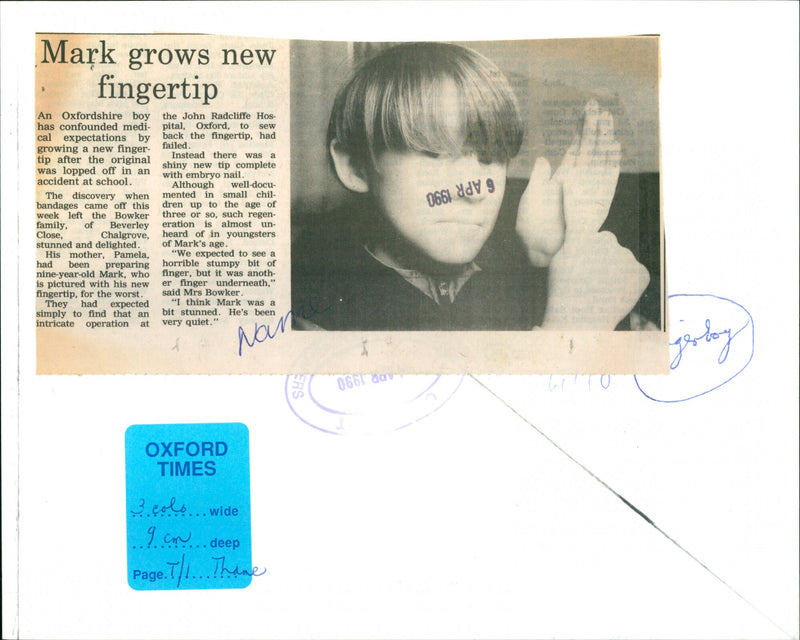 Mark grows new
fingertip
An Oxfordshire boy
has confounded medi-
cal expectations by
growing a new finger-
tip after the original
was lopped off in an
accident at school.
The discovery when
bandages came off this
week left the Bowker
family, of Beverley
Close, Chalgrove,
stunned and delighted.
His mother, Pamela,
had been preparing
nine-year-old Mark, who
is pictured with his new
fingertip, for the worst.
They had expected
simply to find that an
intricate operation at
the John Radcliffe Hos-
pital, Oxford, to sew
back the fingertip, had
failed.
Instead there was a
shiny new tip complete
with embryo nail.
Although well-docu-
mented in small chil-
dren up to the age of
three or so, such regen-
eration is almost un-
heard of in youngsters
of Mark's age.
"We expected to see a
horrible stumpy bit of
finger, but it was anoth-
er finger underneath,"
said Mrs Bowker.
"I think Mark was a
bit stunned. He's been
very quiet."
6 APR 1990
APR 1990
ERS
OXFORD
TIMES
3 cols wide
9 cm deep
Page. T/1 Thame